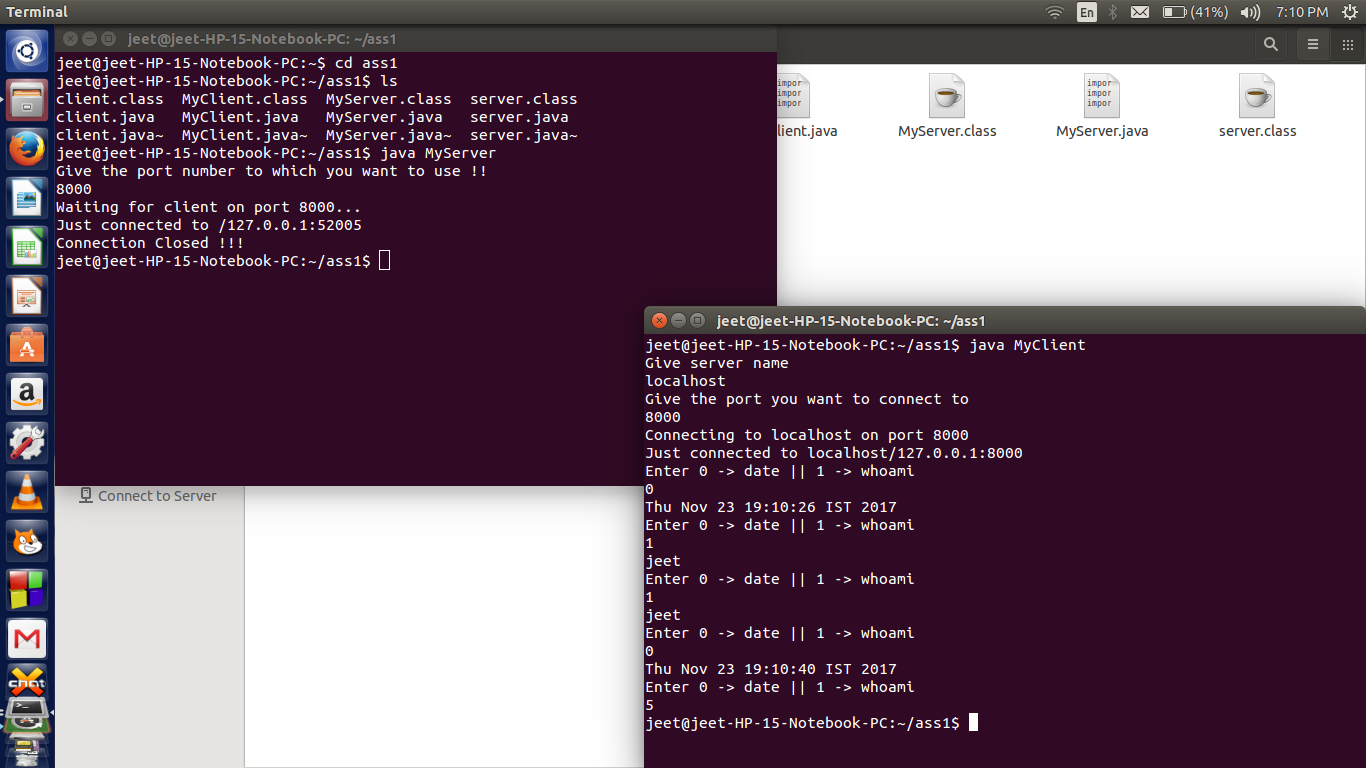 Terminal
En
(41%)
7:10 PM
jeet@jeet-HP-15-Notebook-PC: ~/ass1
jeet@jeet-HP-15-Notebook-PC:~$ cd ass1
jeet@jeet-HP-15-Notebook-PC:~/ass1$ ls
client.class MyClient.class MyServer.class server.class
client.java MyClient.java MyServer.java server.java
client.java~ MyClient.java~ MyServer.java~ server.java~
jeet@jeet-HP-15-Notebook-PC:~/ass1$ java MyServer
Give the port number to which you want to use !!
8000
Waiting for client on port 8000...
Just connected to /127.0.0.1:52005
Connection Closed !!!
jeet@jeet-HP-15-Notebook-PC:~/ass1$
impor
impor
impor
impor
impor
impor
lient.java
MyServer.class
MyServer.java
server.class
Connect to Server
jeet@jeet-HP-15-Notebook-PC: ~/ass1
jeet@jeet-HP-15-Notebook-PC:~/ass1$ java MyClient
Give server name
localhost
Give the port you want to connect to
8000
Connecting to localhost on port 8000
Just connected to localhost/127.0.0.1:8000
Enter 0 -> date || 1 -> whoami
0
Thu Nov 23 19:10:26 IST 2017
Enter 0 -> date || 1 -> whoami
1
jeet
Enter 0 -> date || 1 -> whoami
1
jeet
Enter 0 -> date || 1 -> whoami
0
Thu Nov 23 19:10:40 IST 2017
Enter 0 -> date || 1 -> whoami
5
jeet@jeet-HP-15-Notebook-PC:~/ass1$
a
M
chat
>_